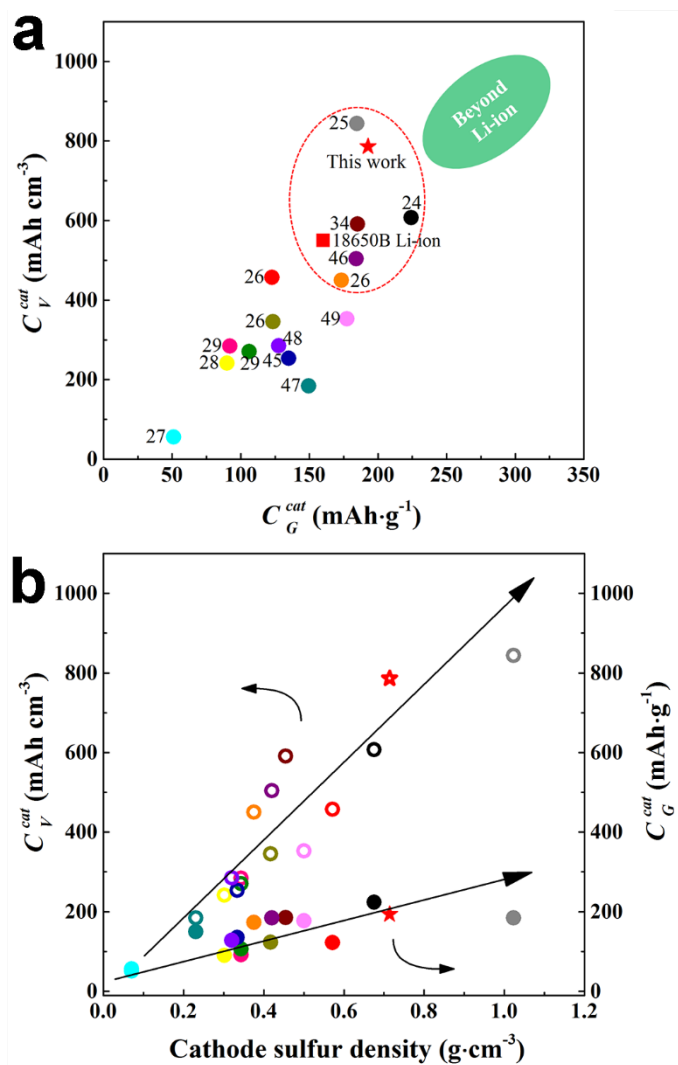 a
1000
800
600
400
200
0
C_V^cat (mAh cm⁻³)
Beyond
Li-ion
25
This work
24
34
18650B Li-ion
46
26
26
26
49
29
48
28
29
45
47
27
0 50 100 150 200 250 300 350
C_G^cat (mAh·g⁻¹)
b
1000
800
600
400
200
0
C_V^cat (mAh cm⁻³)
1000
800
600
400
200
0
C_G^cat (mAh·g⁻¹)
0.0 0.2 0.4 0.6 0.8 1.0 1.2
Cathode sulfur density (g·cm⁻³)